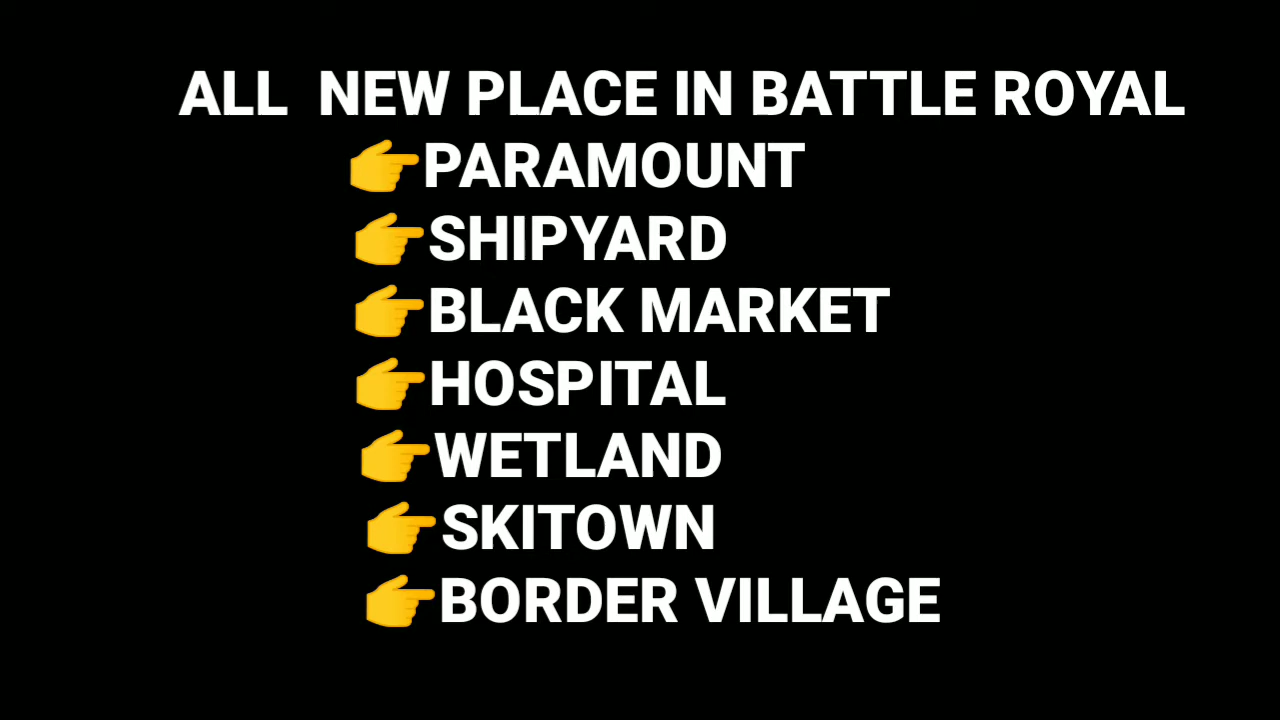 ALL NEW PLACE IN BATTLE ROYAL
👉PARAMOUNT
👉SHIPYARD
👉BLACK MARKET
👉HOSPITAL
👉WETLAND
👉SKITOWN
👉BORDER VILLAGE